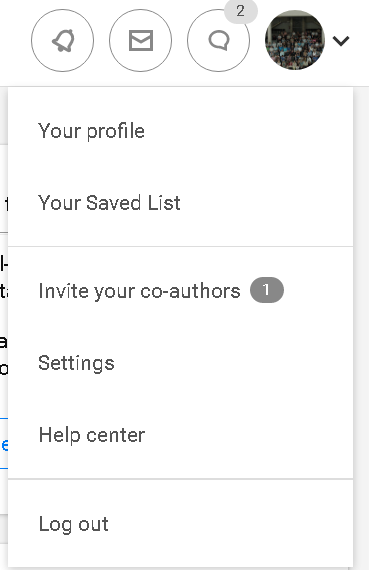 2
Your profile
Your Saved List
Invite your co-authors 1
Settings
Help center
Log out